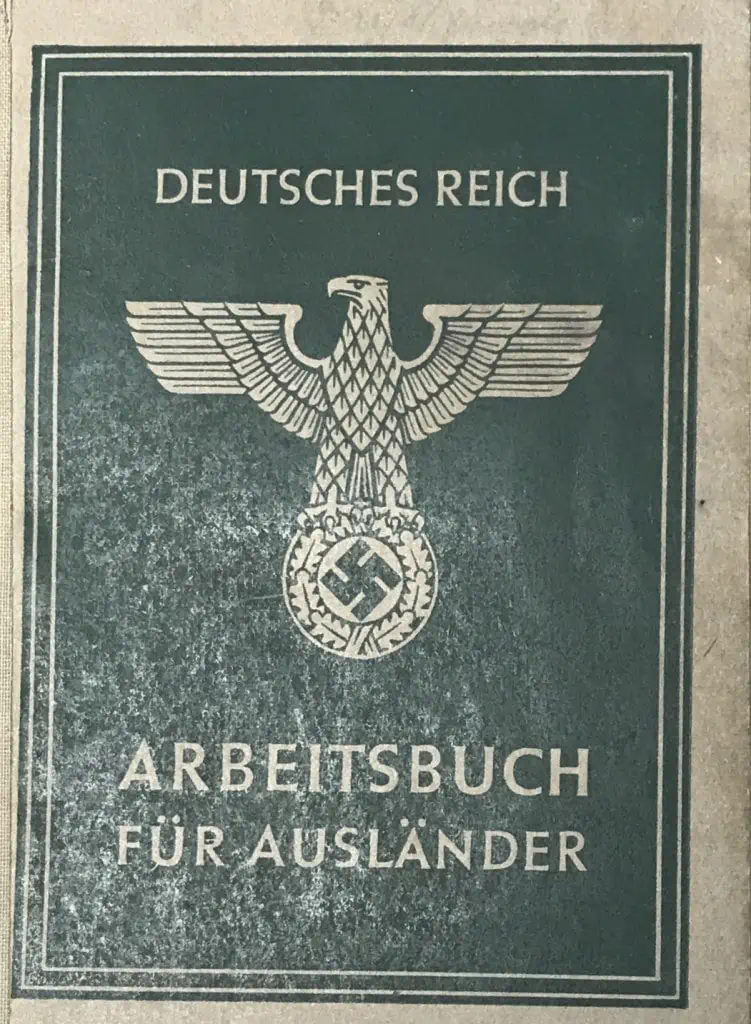 DEUTSCHES REICH
ARBEITSBUCH
FÜR AUSLÄNDER